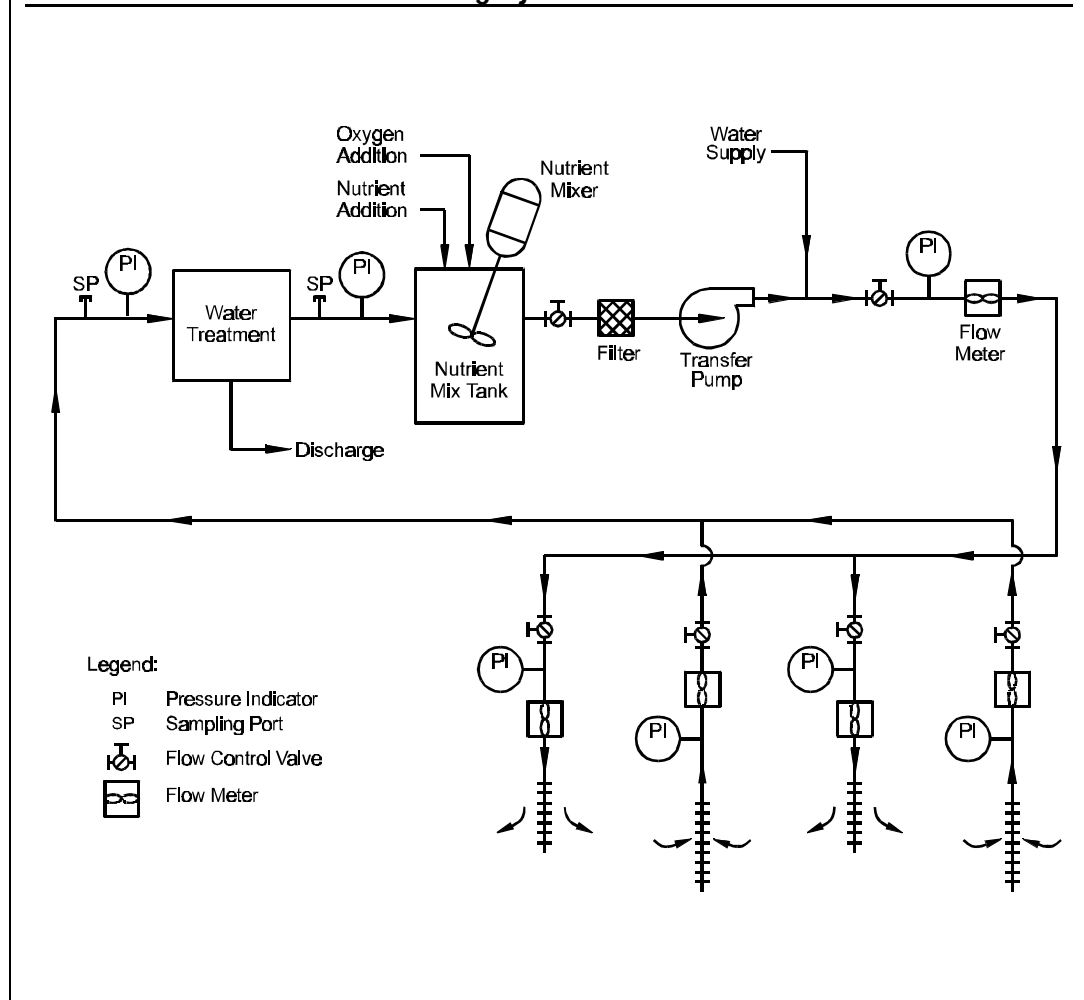 Oxygen
Addition
Nutrient
Addition
Nutrient
Mixer
Water
Supply
SP
PI
Water
Treatment
SP
PI
Nutrient
Mix Tank
Filter
Transfer
Pump
PI
Flow
Meter
Discharge
PI
PI
PI
PI
Legend:
PI Pressure Indicator
SP Sampling Port
Flow Control Valve
Flow Meter